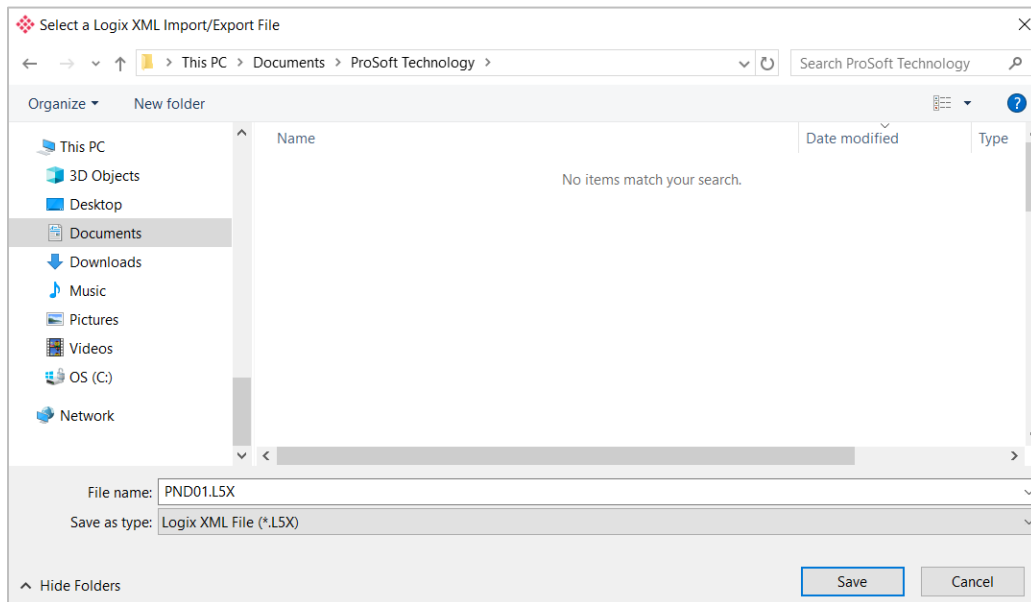 Select a Logix XML Import/Export File
This PC > Documents > ProSoft Technology >
Search ProSoft Technology
Organize
New folder
?
This PC
3D Objects
Desktop
Documents
Downloads
Music
Pictures
Videos
OS (C:)
Network
Name
Date modified
Type
No items match your search.
File name: PND01.L5X
Save as type: Logix XML File (*.L5X)
Hide Folders
Save
Cancel